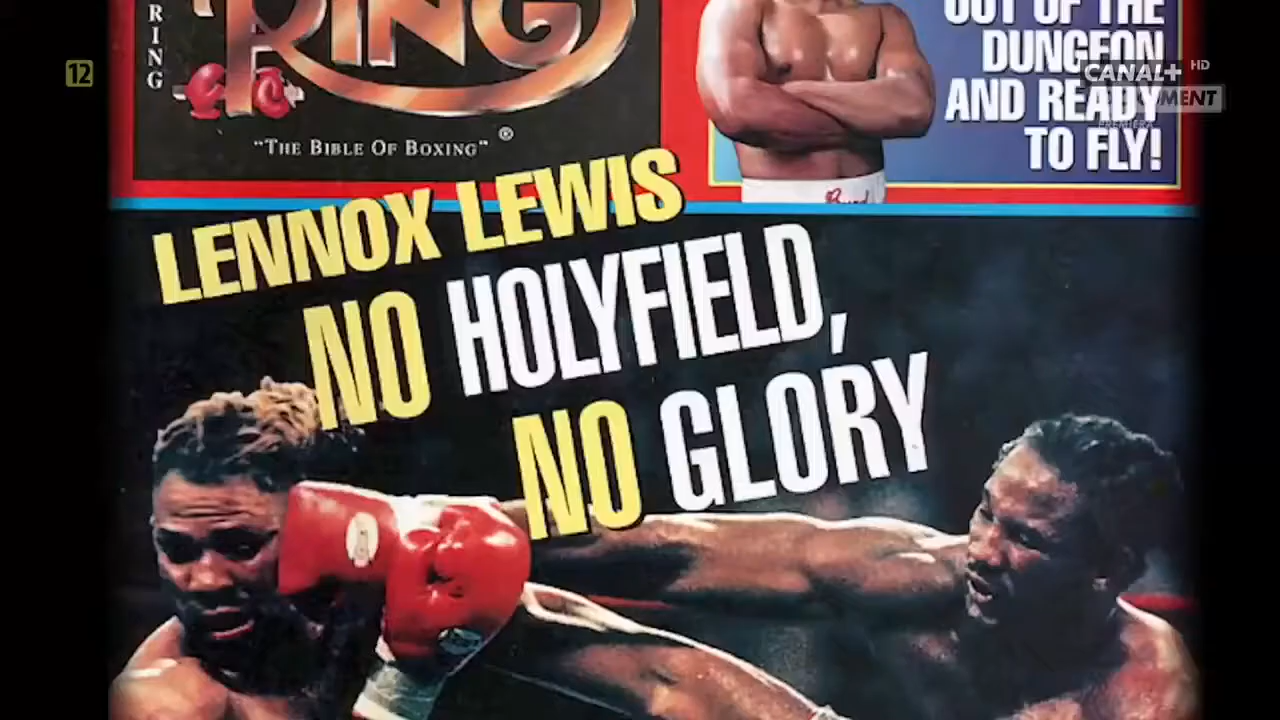 RING
RING
"THE BIBLE OF BOXING" ®
OUT OF THE
DUNGEON
AND READY
TO FLY!
12
CANAL+ HD
PREMIERA
LENNOX LEWIS
NO HOLYFIELD,
NO GLORY